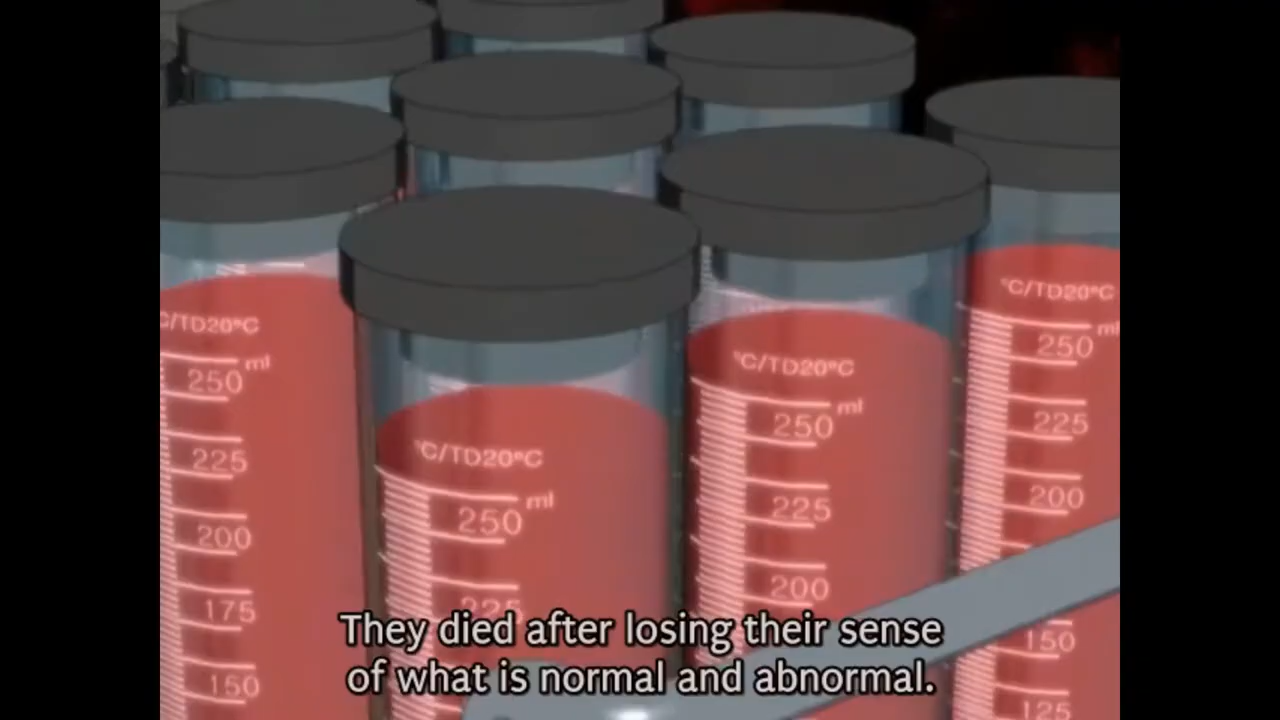 °C/TD20°C
ml
250
225
200
150
125
°C/TD20°C
ml
250
225
200
C/TD20°C
ml
250
225
200
175
150
°C/TD20°C
ml
250
225
They died after losing their sense
of what is normal and abnormal.